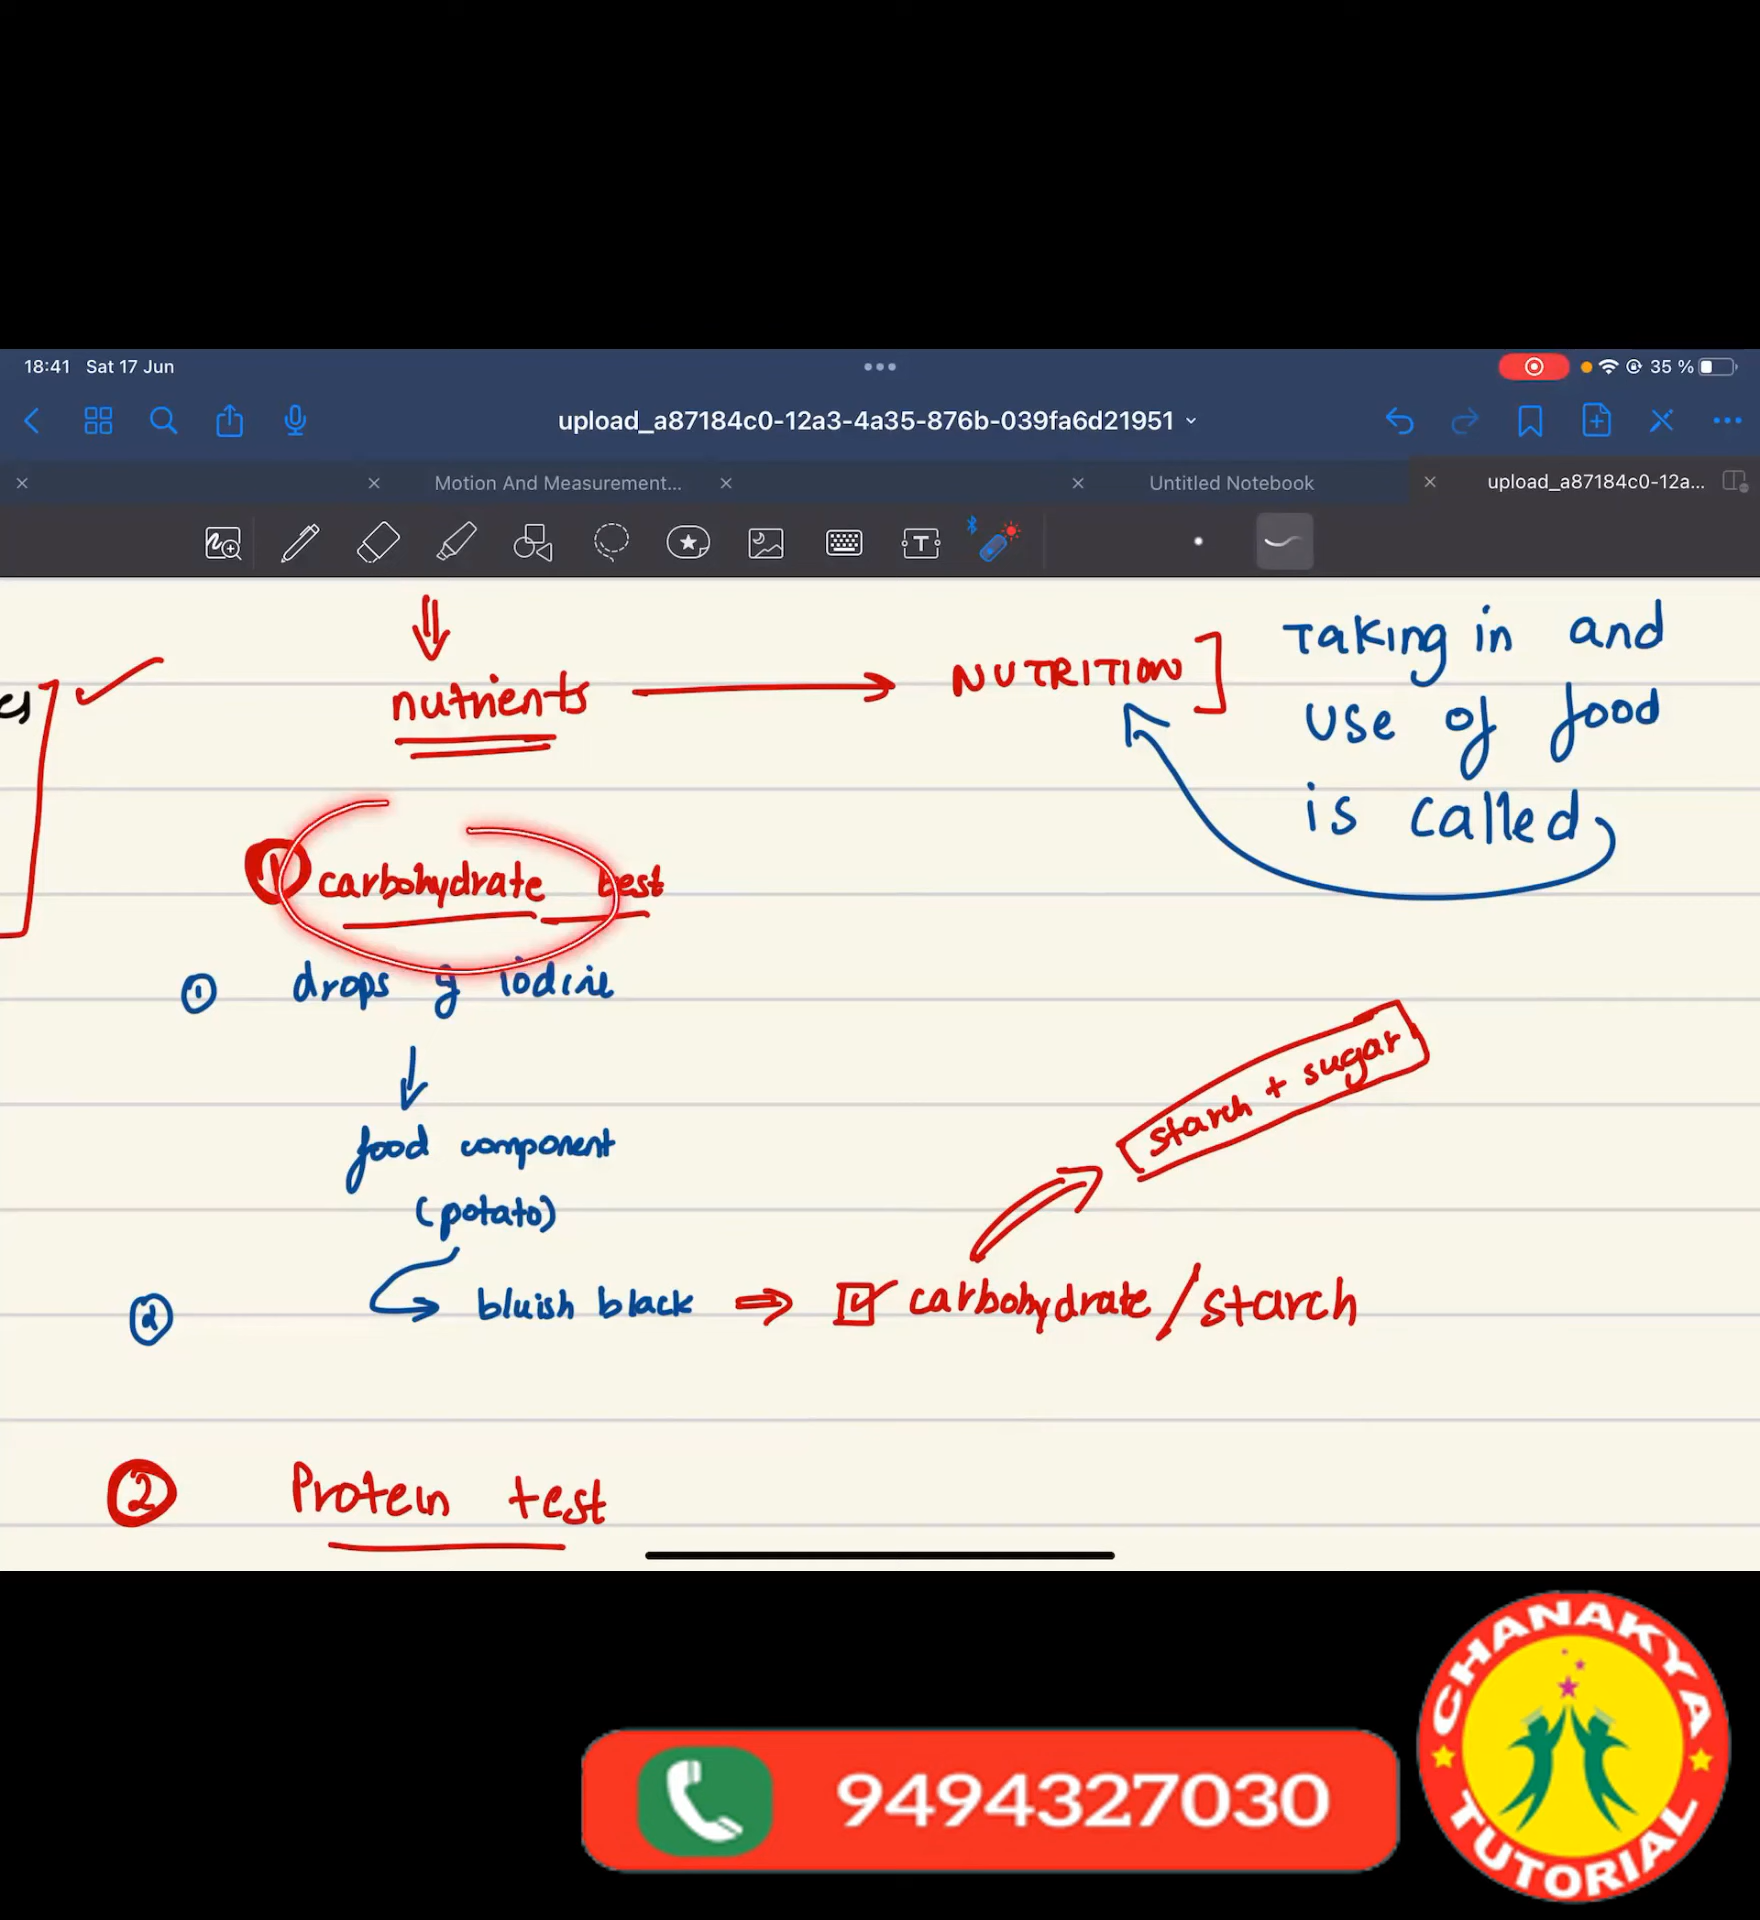 18:41 Sat 17 Jun
35 %
upload_a87184c0-12a3-4a35-876b-039fa6d21951
Motion And Measurement...
Untitled Notebook
upload_a87184c0-12a...
nutrients
NUTRITION
Taking in and
use of food
is called
1 carbohydrate test
1 drops of iodine
food component
(potato)
starch + sugar
2
bluish black ⇒ carbohydrate / starch
2 Protein test
9494327030
CHANAKYA
TUTORIAL